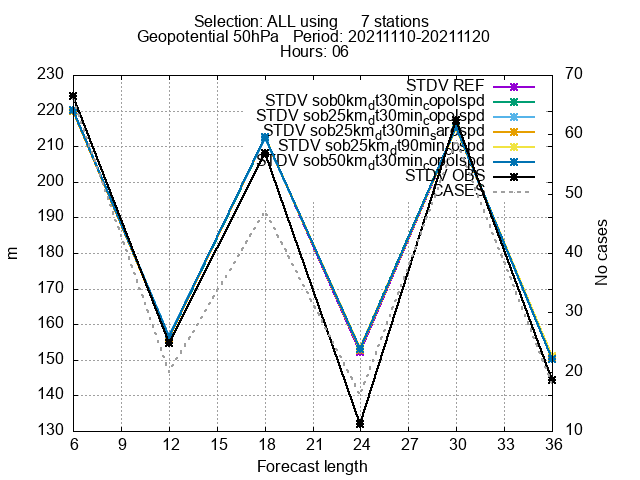 Selection: ALL using 7 stations
Geopotential 50hPa Period: 20211110-20211120
Hours: 06
230
220
210
200
190
180
170
160
150
140
130
m
70
60
50
40
30
20
10
No cases
STDV REF
STDV sob0km_dt30min_copolspd
STDV sob25km_dt30min_copolspd
STDV sob25km_dt30min_sarlspd
STDV sob50km_dt30min_copolspd
STDV OBS
CASES
6 9 12 15 18 21 24 27 30 33 36
Forecast length